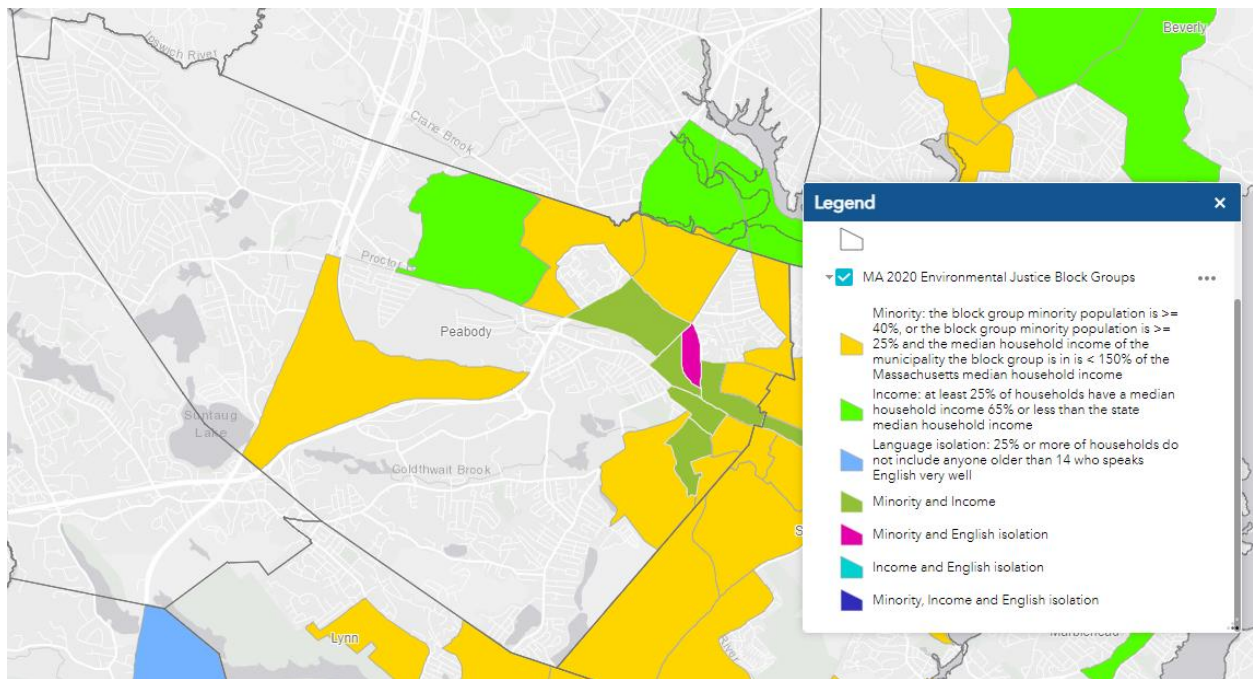 Ipswich River
Beverly
Crane Brook
Proctor
Peabody
Suntaug
Lake
Goldthwait Brook
Lynn
River
Legend
MA 2020 Environmental Justice Block Groups
Minority: the block group minority population is >=
40%, or the block group minority population is >=
25% and the median household income of the
municipality the block group is in is < 150% of the
Massachusetts median household income
Income: at least 25% of households have a median
household income 65% or less than the state
median household income
Language isolation: 25% or more of households do
not include anyone older than 14 who speaks
English very well
Minority and Income
Minority and English isolation
Income and English isolation
Minority, Income and English isolation